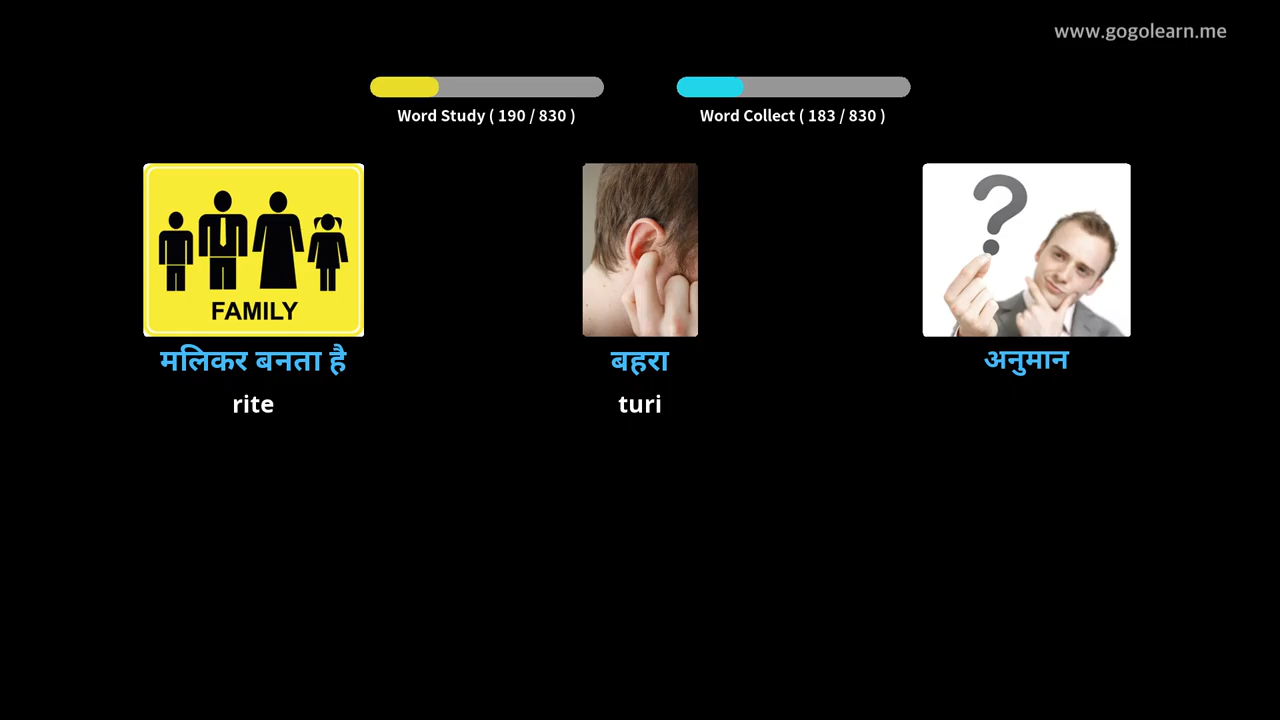 www.gogolearn.me
Word Study ( 190 / 830 )
Word Collect ( 183 / 830 )
FAMILY
मलिकर बनता है
बहरा
अनुमान
rite
turi